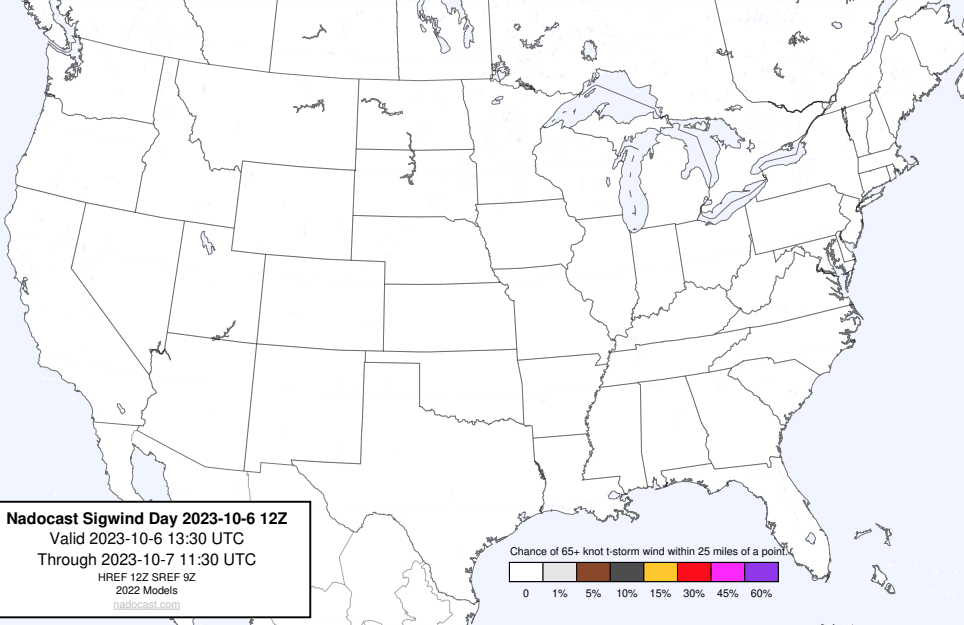 Nadocast Sigwind Day 2023-10-6 12Z
Valid 2023-10-6 13:30 UTC
Through 2023-10-7 11:30 UTC
HREF 12Z SREF 9Z
2022 Models
nadocast.com
Chance of 65+ knot t-storm wind within 25 miles of a point.
0 1% 5% 10% 15% 30% 45% 60%